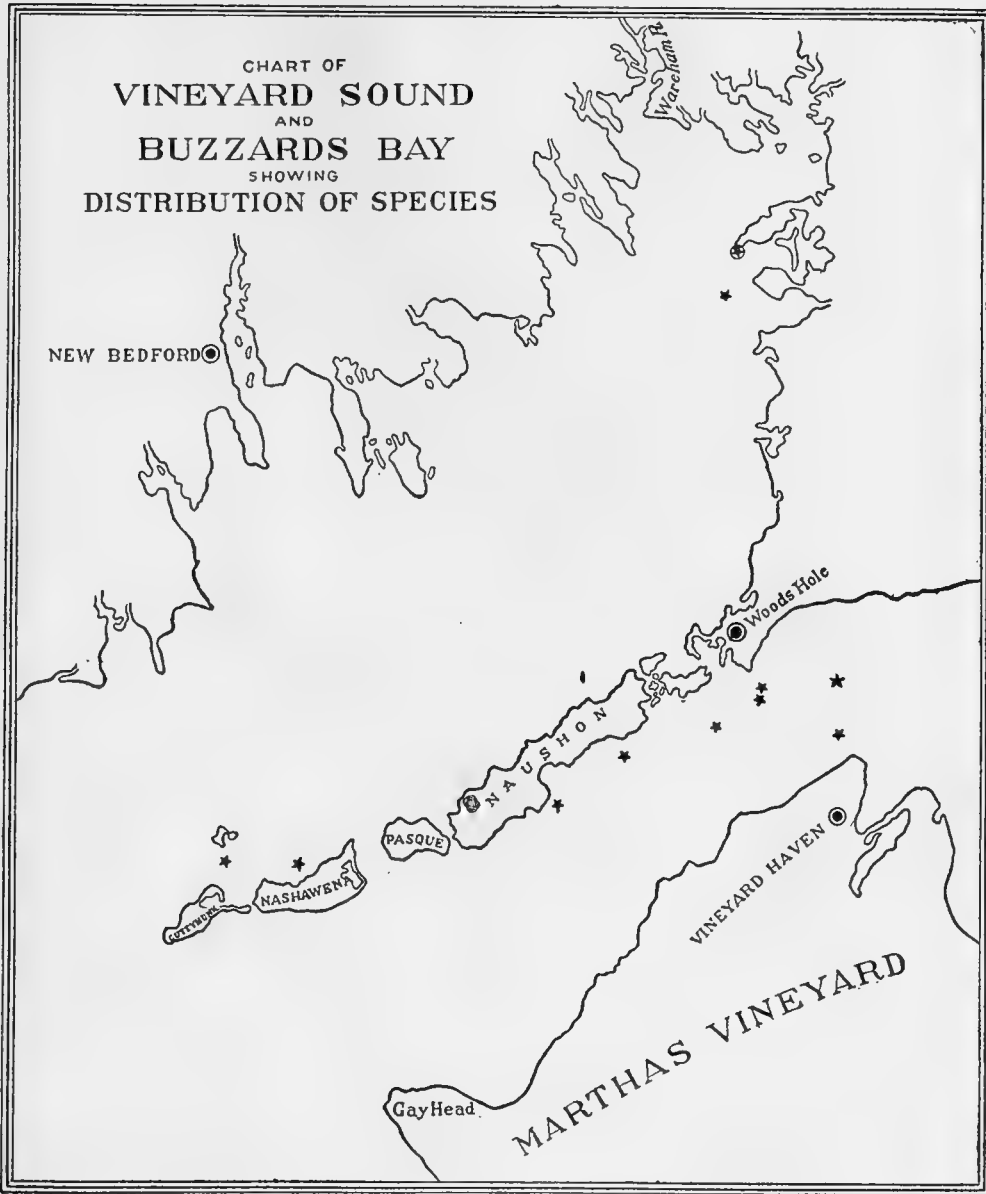 CHART OF
VINEYARD SOUND
AND
BUZZARDS BAY
SHOWING
DISTRIBUTION OF SPECIES
Wareham R.
NEW BEDFORD
Woods Hole
NAUSHON
PASQUE
NASHAWENA
CUTTYHUNK
VINEYARD HAVEN
MARTHAS VINEYARD
Gay Head